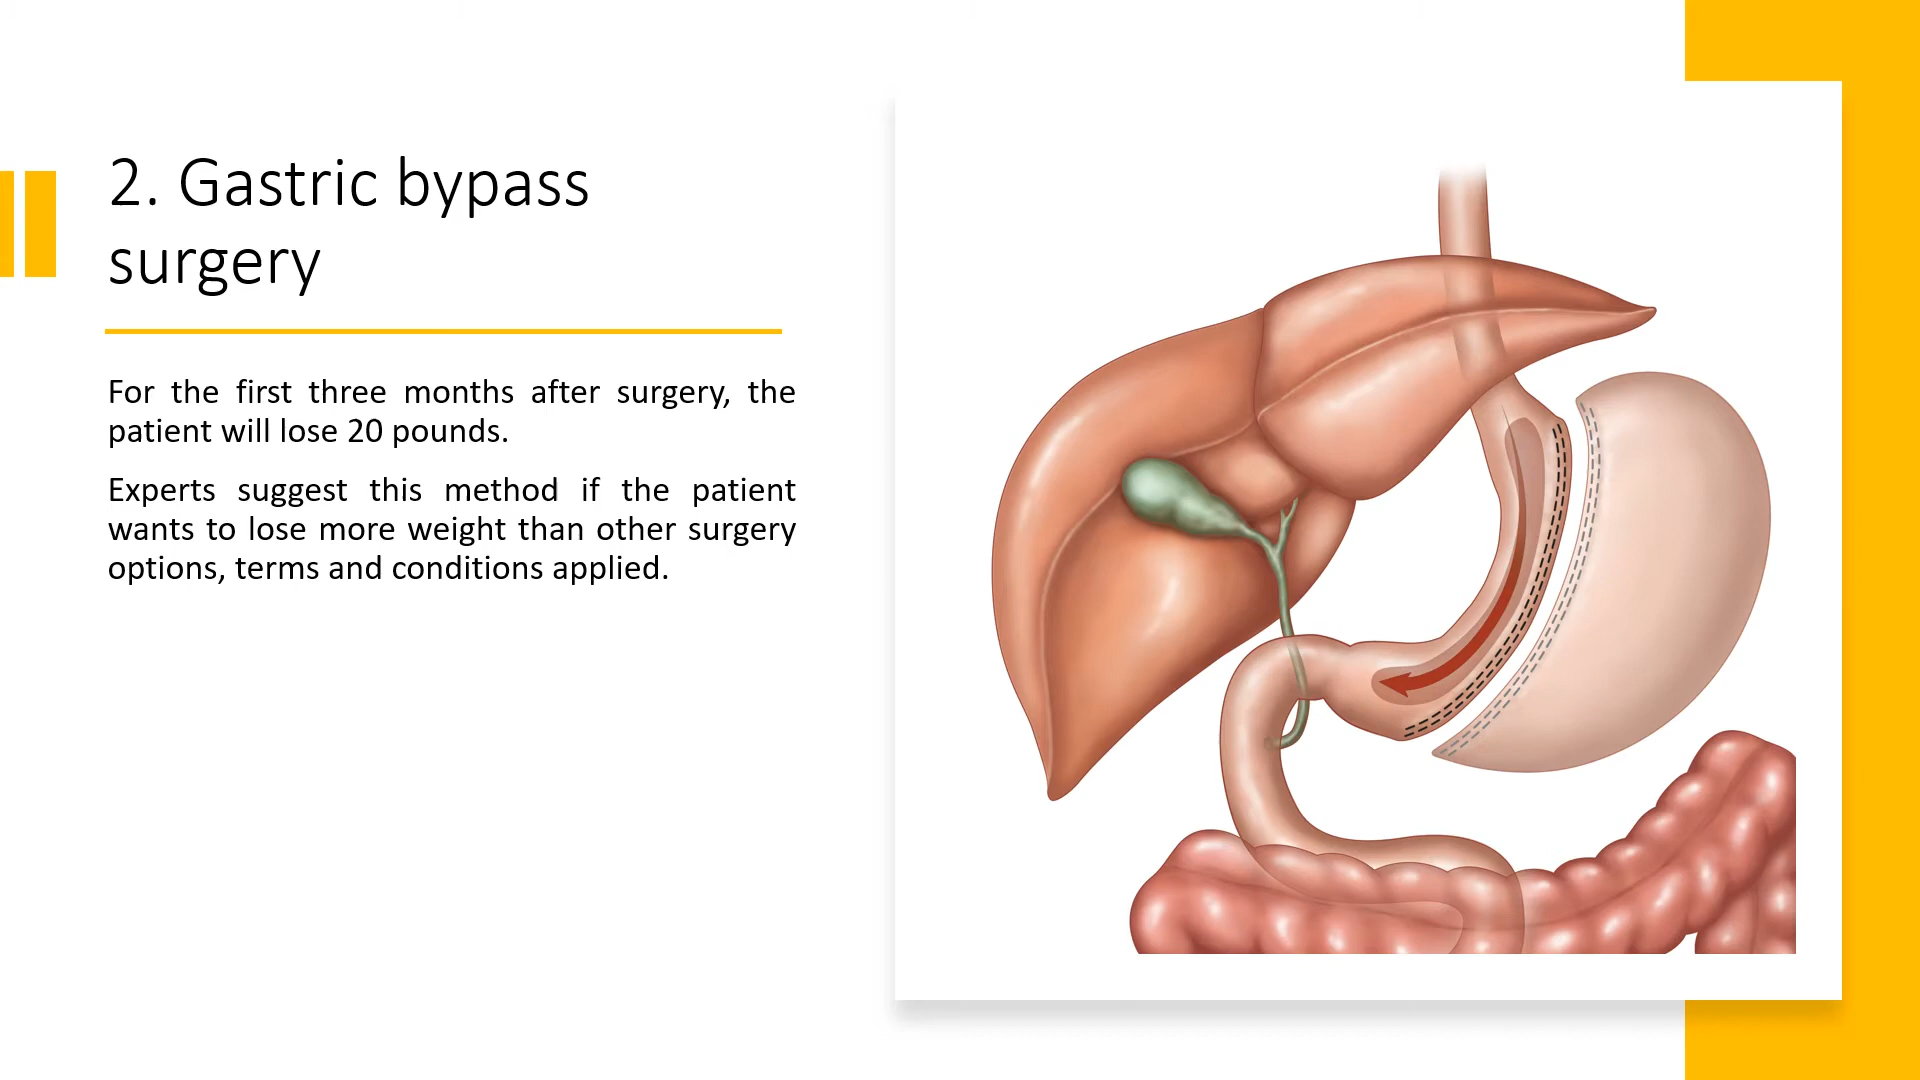 2. Gastric bypass
surgery
For the first three months after surgery, the
patient will lose 20 pounds.
Experts suggest this method if the patient
wants to lose more weight than other surgery
options, terms and conditions applied.